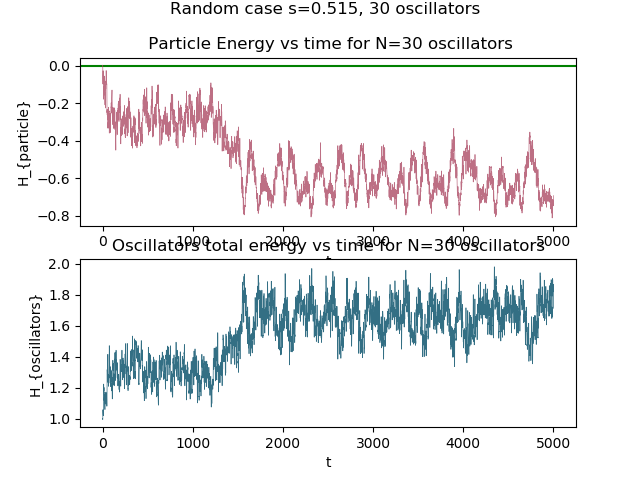 Random case s=0.515, 30 oscillators
Particle Energy vs time for N=30 oscillators
H_{particle}
0.0
−0.2
−0.4
−0.6
−0.8
0 1000 2000 3000 4000 5000
t
Oscillators total energy vs time for N=30 oscillators
H_{oscillators}
2.0
1.8
1.6
1.4
1.2
1.0
0 1000 2000 3000 4000 5000
t